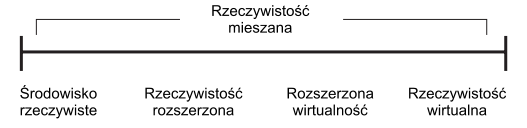 Rzeczywistość
mieszana
Środowisko
rzeczywiste
Rzeczywistość
rozszerzona
Rozszerzona
wirtualność
Rzeczywistość
wirtualna